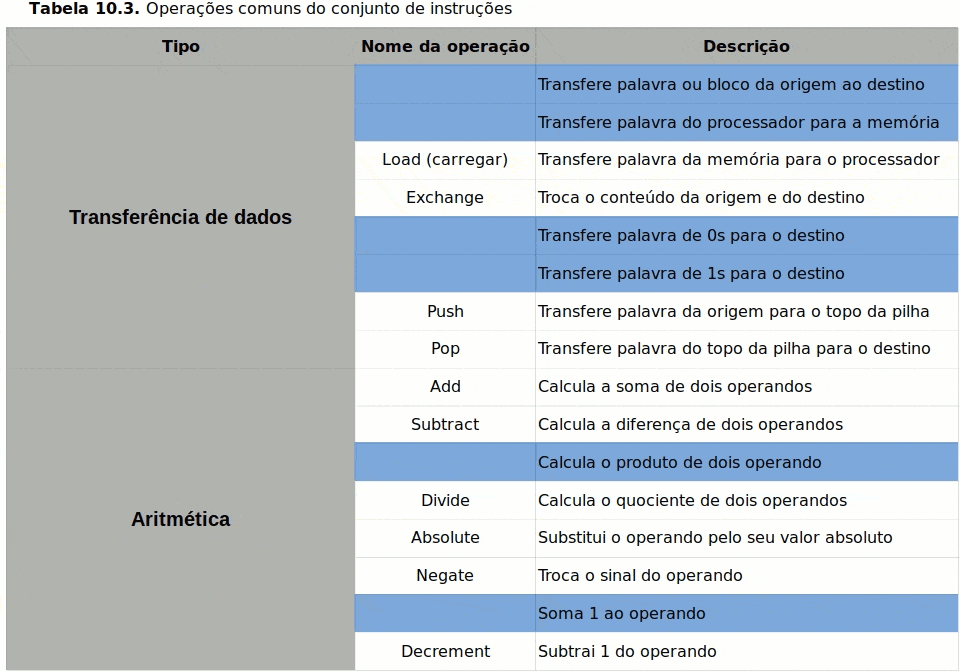 Tabela 10.3. Operações comuns do conjunto de instruções
Tipo Nome da operação Descrição
Transferência de dados
Transfere palavra ou bloco da origem ao destino
Transfere palavra do processador para a memória
Load (carregar) Transfere palavra da memória para o processador
Exchange Troca o conteúdo da origem e do destino
Transfere palavra de 0s para o destino
Transfere palavra de 1s para o destino
Push Transfere palavra da origem para o topo da pilha
Pop Transfere palavra do topo da pilha para o destino
Aritmética
Add Calcula a soma de dois operandos
Subtract Calcula a diferença de dois operandos
Calcula o produto de dois operando
Divide Calcula o quociente de dois operandos
Absolute Substitui o operando pelo seu valor absoluto
Negate Troca o sinal do operando
Soma 1 ao operando
Decrement Subtrai 1 do operando